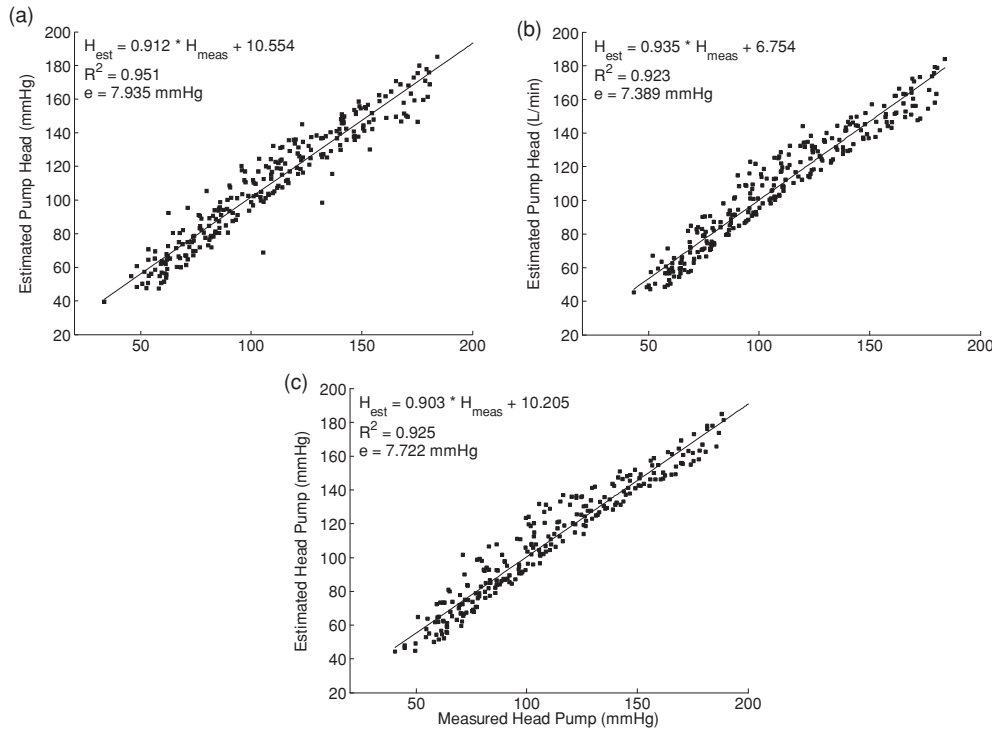 (a)
200
180
160
140
120
100
80
60
40
20
Estimated Pump Head (mmHg)
H_est = 0.912 * H_meas + 10.554
R^2 = 0.951
e = 7.935 mmHg
50
100
150
200
(b)
200
180
160
140
120
100
80
60
40
20
Estimated Pump Head (L/min)
H_est = 0.935 * H_meas + 6.754
R^2 = 0.923
e = 7.389 mmHg
50
100
150
200
(c)
200
180
160
140
120
100
80
60
40
20
Estimated Head Pump (mmHg)
H_est = 0.903 * H_meas + 10.205
R^2 = 0.925
e = 7.722 mmHg
50
100
150
200
Measured Head Pump (mmHg)